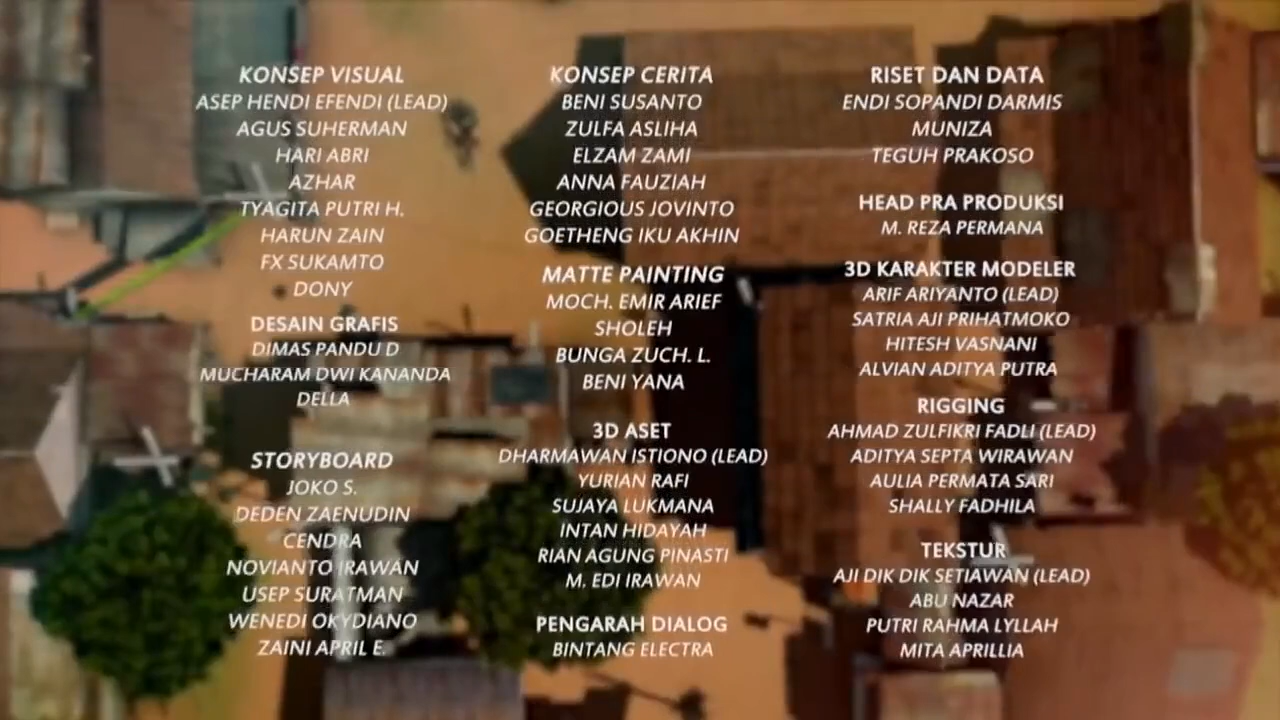 KONSEP VISUAL
ASEP HENDI EFENDI (LEAD)
AGUS SUHERMAN
HARI ABRI
AZHAR
TYAGITA PUTRI H.
HARUN ZAIN
FX SUKAMTO
DONY
DESAIN GRAFIS
DIMAS PANDU D
MUCHARAM DWI KANANDA
DELLA
STORYBOARD
JOKO S.
DEDEN ZAENUDIN
CENDRA
NOVIANTO IRAWAN
USEP SURATMAN
WENEDI OKYDIANO
ZAINI APRIL E.
KONSEP CERITA
BENI SUSANTO
ZULFA ASLIHA
ELZAM ZAMI
ANNA FAUZIAH
GEORGIOUS JOVINTO
GOETHENG IKU AKHIN
MATTE PAINTING
MOCH. EMIR ARIEF
SHOLEH
BUNGA ZUCH. L.
BENI YANA
3D ASET
DHARMAWAN ISTIONO (LEAD)
YURIAN RAFI
SUJAYA LUKMANA
INTAN HIDAYAH
RIAN AGUNG PINASTI
M. EDI IRAWAN
PENGARAH DIALOG
BINTANG ELECTRA
RISET DAN DATA
ENDI SOPANDI DARMIS
MUNIZA
TEGUH PRAKOSO
HEAD PRA PRODUKSI
M. REZA PERMANA
3D KARAKTER MODELER
ARIF ARIYANTO (LEAD)
SATRIA AJI PRIHATMOKO
HITESH VASNANI
ALVIAN ADITYA PUTRA
RIGGING
AHMAD ZULFIKRI FADLI (LEAD)
ADITYA SEPTA WIRAWAN
AULIA PERMATA SARI
SHALLY FADHILA
TEKSTUR
AJI DIK DIK SETIAWAN (LEAD)
ABU NAZAR
PUTRI RAHMA LYLLAH
MITA APRILLIA